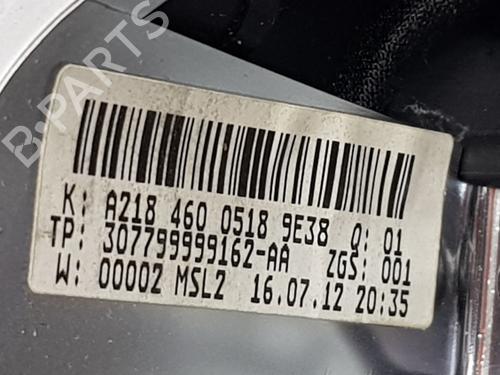 B-PARTS
K: A218 460 0518 9E38 Q: 01
TP: 307799999162-AA ZGS: 001
W: 00002 MSL2 16.07.12 20:35